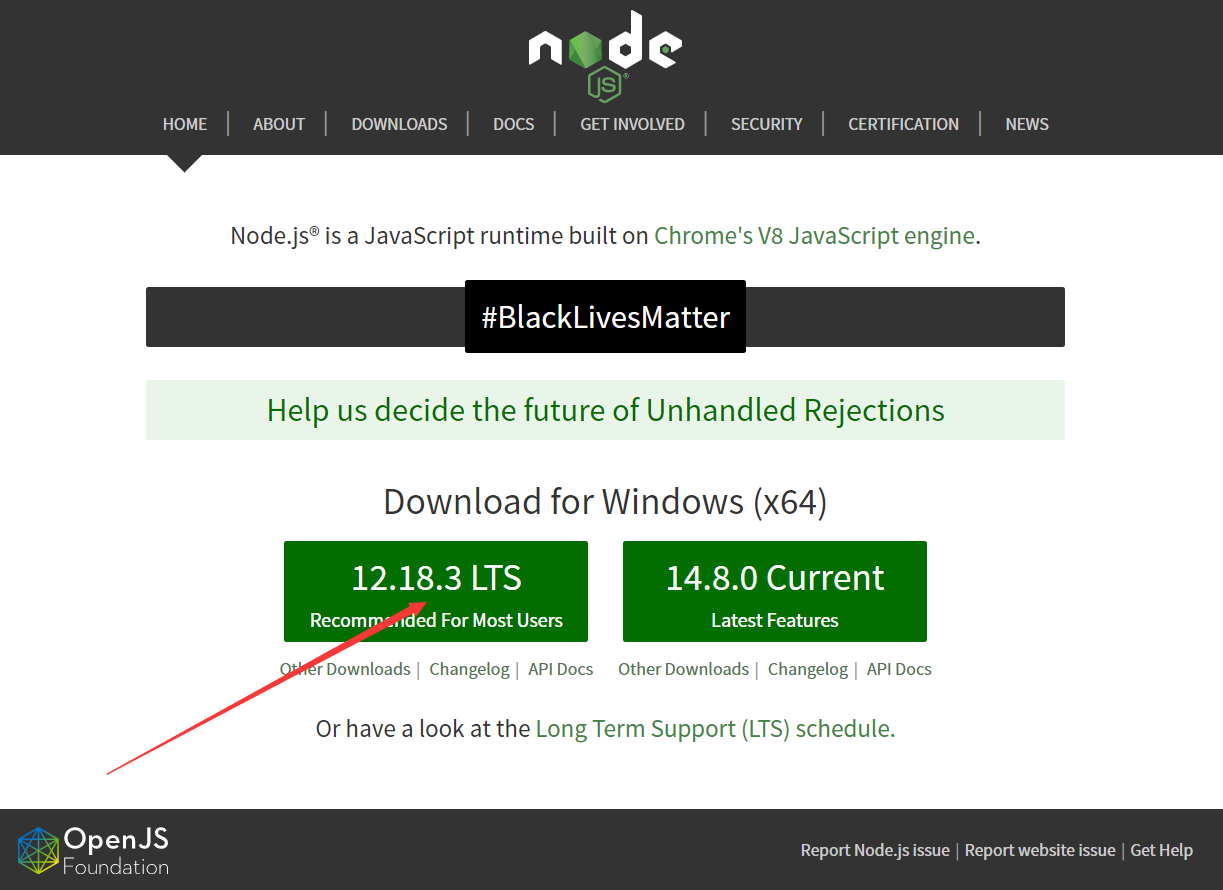 node
JS®
HOME | ABOUT | DOWNLOADS | DOCS | GET INVOLVED | SECURITY | CERTIFICATION | NEWS
Node.js® is a JavaScript runtime built on Chrome's V8 JavaScript engine.
#BlackLivesMatter
Help us decide the future of Unhandled Rejections
Download for Windows (x64)
12.18.3 LTS
Recommended For Most Users
14.8.0 Current
Latest Features
Other Downloads | Changelog | API Docs
Other Downloads | Changelog | API Docs
Or have a look at the Long Term Support (LTS) schedule.
OpenJS
Foundation
Report Node.js issue | Report website issue | Get Help